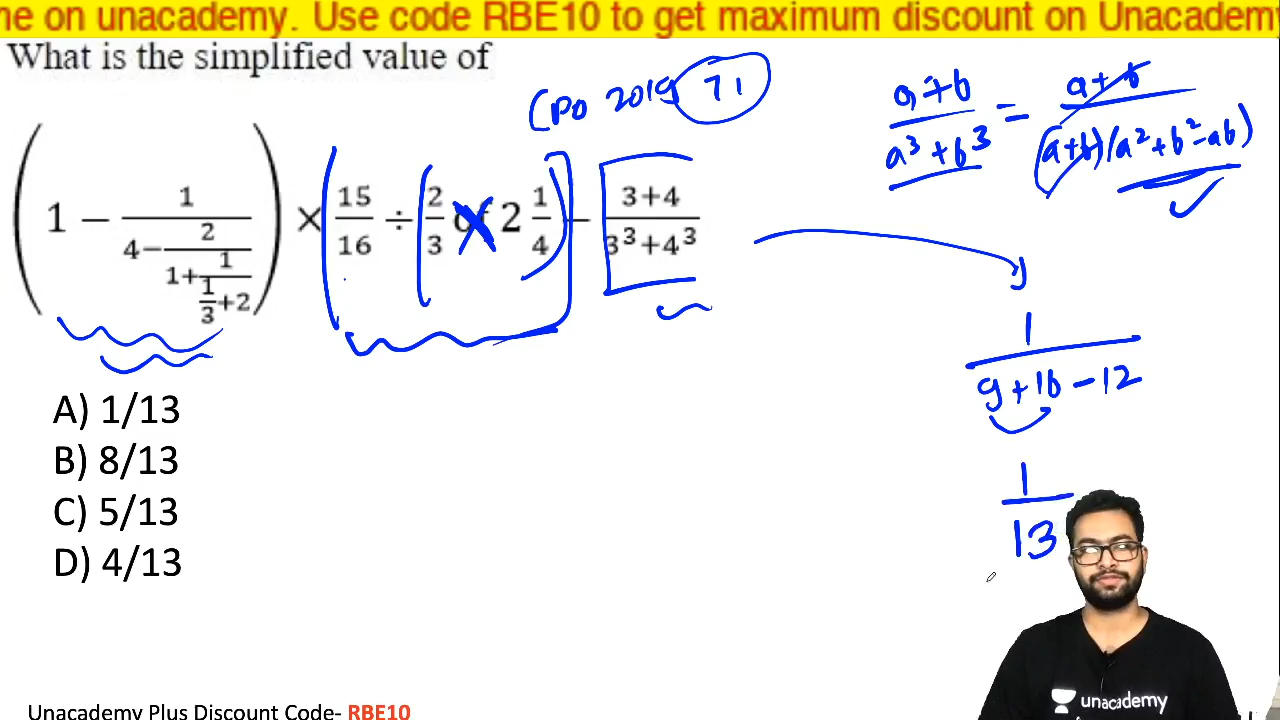 ne on unacademy. Use code RBE10 to get maximum discount on Unacademy
What is the simplified value of
CPO 2019 71
(1 − 1/(4−2/(1+1/(1/3+2)))) × (15/16 ÷ (2/3 of 2 1/4)) − (3+4)/(3³+4³)
(a+b)/(a³+b³) = (a+b)/((a+b)(a²+b²−ab))
1/(9+16−12)
1/13
A) 1/13
B) 8/13
C) 5/13
D) 4/13
unacademy
Unacademy Plus Discount Code- RBE10